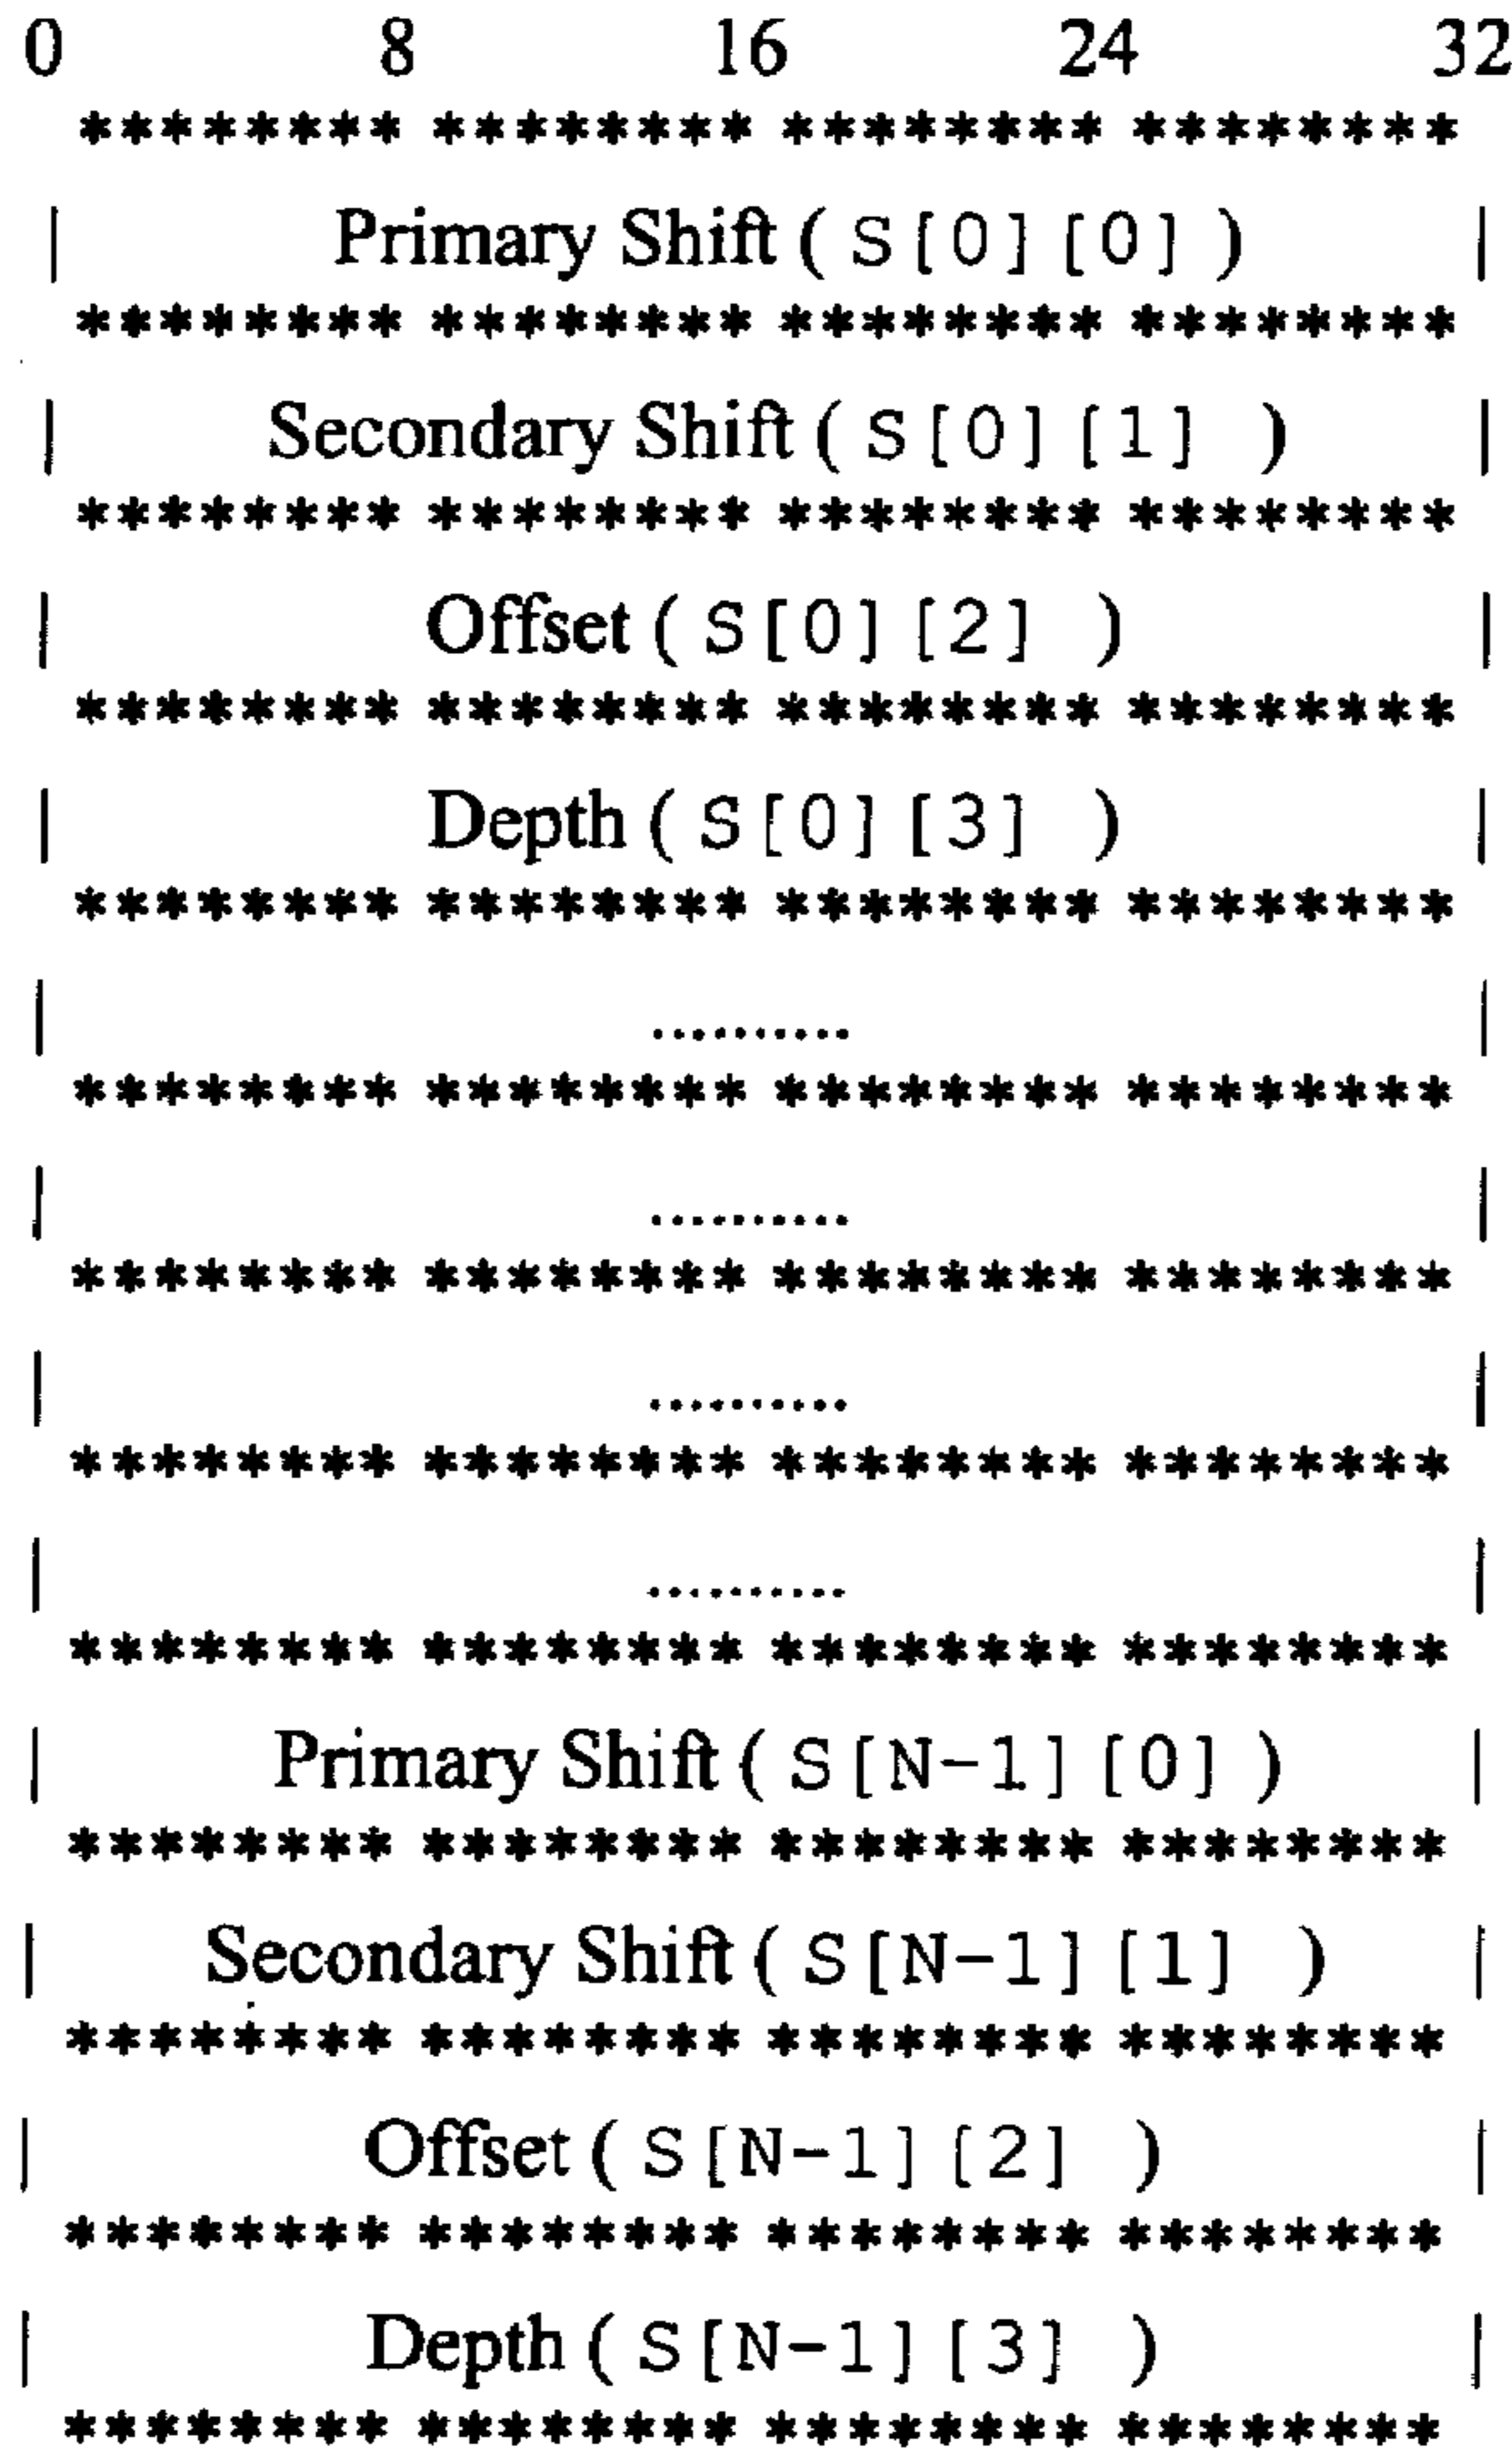 0 8 16 24 32
******** ******** ******** ********
| Primary Shift ( S[0][0] ) |
******** ******** ******** ********
| Secondary Shift ( S[0][1] ) |
******** ******** ******** ********
| Offset ( S[0][2] ) |
******** ******** ******** ********
| Depth ( S[0][3] ) |
******** ******** ******** ********
| .......... |
******** ******** ******** ********
| .......... |
******** ******** ******** ********
| .......... |
******** ******** ******** ********
| .......... |
******** ******** ******** ********
| Primary Shift ( S[N-1][0] ) |
******** ******** ******** ********
| Secondary Shift ( S[N-1][1] ) |
******** ******** ******** ********
| Offset ( S[N-1][2] ) |
******** ******** ******** ********
| Depth ( S[N-1][3] ) |
******** ******** ******** ********